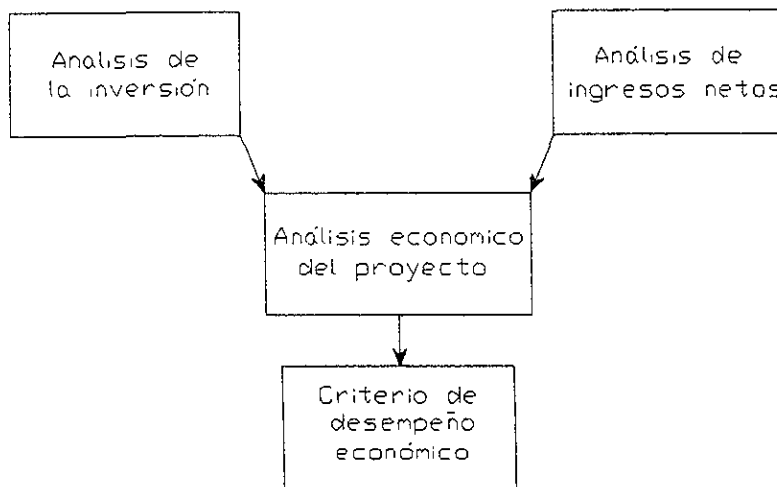 Analisis de
la inversión
Análisis de
ingresos netos
Análisis economico
del proyecto
Criterio de
desempeño
económico